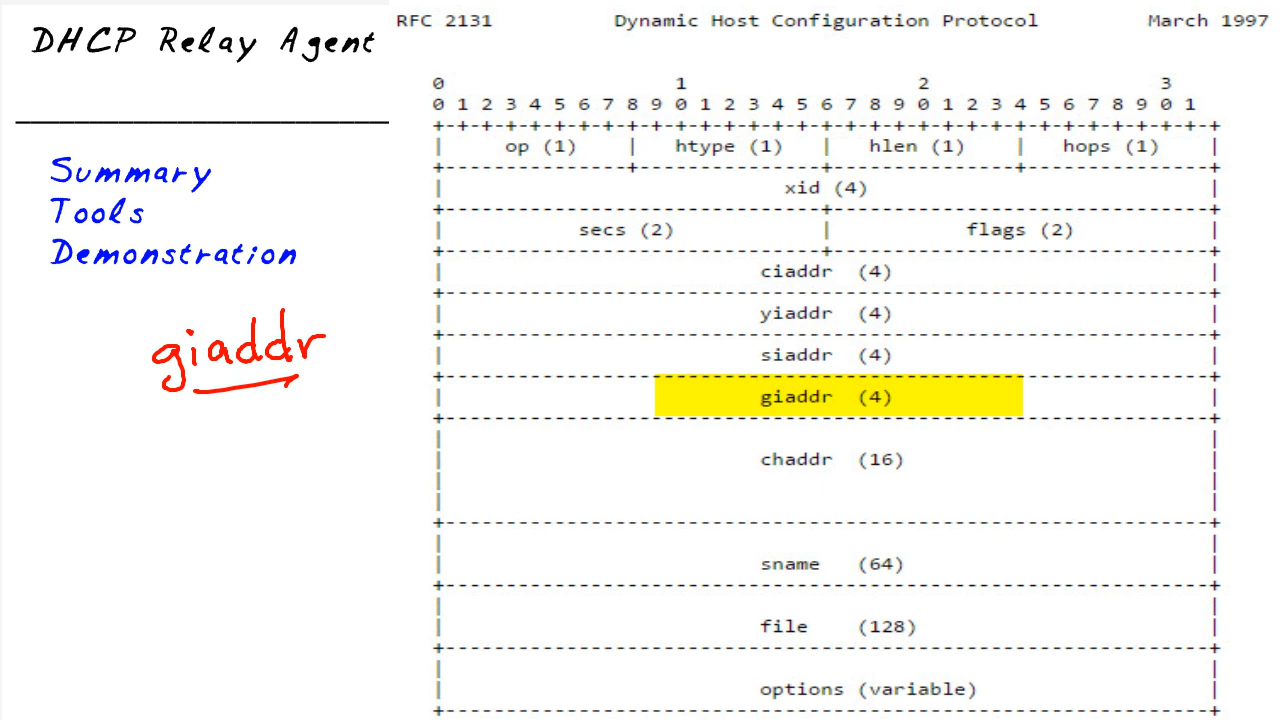 DHCP Relay Agent
Summary
Tools
Demonstration
giaddr
RFC 2131 Dynamic Host Configuration Protocol March 1997
0 1 2 3
0 1 2 3 4 5 6 7 8 9 0 1 2 3 4 5 6 7 8 9 0 1 2 3 4 5 6 7 8 9 0 1
+-+-+-+-+-+-+-+-+-+-+-+-+-+-+-+-+-+-+-+-+-+-+-+-+-+-+-+-+-+-+-+-+
| op (1) | htype (1) | hlen (1) | hops (1) |
+---------------+---------------+---------------+---------------+
| xid (4) |
+-------------------------------+-------------------------------+
| secs (2) | flags (2) |
+-------------------------------+-------------------------------+
| ciaddr (4) |
+---------------------------------------------------------------+
| yiaddr (4) |
+---------------------------------------------------------------+
| siaddr (4) |
+---------------------------------------------------------------+
| giaddr (4) |
+---------------------------------------------------------------+
| |
| chaddr (16) |
| |
| |
+---------------------------------------------------------------+
| |
| sname (64) |
+---------------------------------------------------------------+
| |
| file (128) |
+---------------------------------------------------------------+
| |
| options (variable) |
+---------------------------------------------------------------+